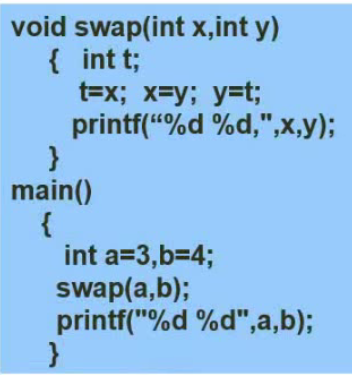 void swap(int x,int y)
{ int t;
t=x; x=y; y=t;
printf(“%d %d,",x,y);
}
main()
{
int a=3,b=4;
swap(a,b);
printf("%d %d",a,b);
}